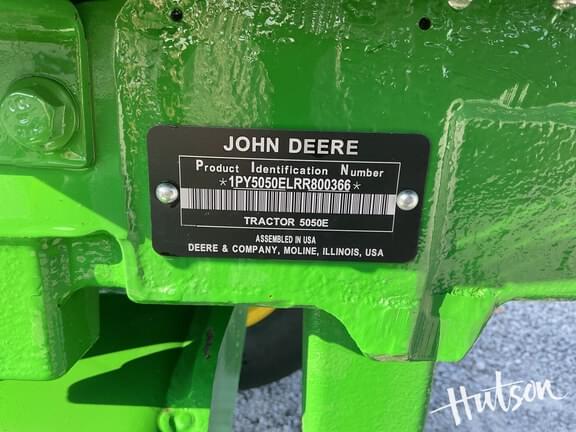 JOHN DEERE
Product Identification Number
*1PY5050ELRR800366*
TRACTOR 5050E
ASSEMBLED IN USA
DEERE & COMPANY, MOLINE, ILLINOIS, USA
Hutson